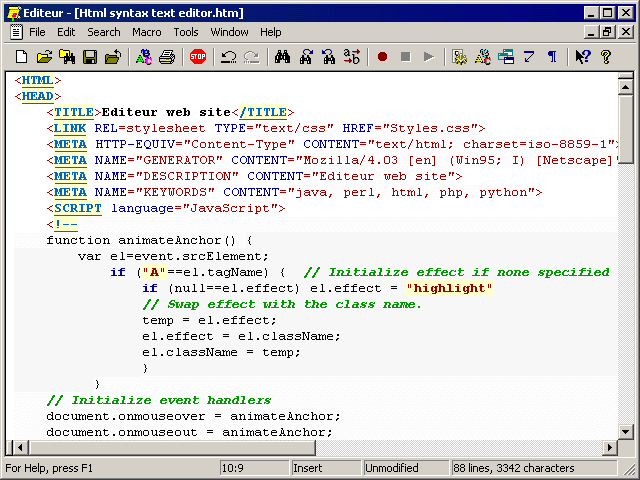 Editeur - [Html syntax text editor.htm]
File Edit Search Macro Tools Window Help
STOP
<HTML>
<HEAD>
<TITLE>Editeur web site</TITLE>
<LINK REL=stylesheet TYPE="text/css" HREF="Styles.css">
<META HTTP-EQUIV="Content-Type" CONTENT="text/html; charset=iso-8859-1">
<META NAME="GENERATOR" CONTENT="Mozilla/4.03 [en] (Win95; I) [Netscape]"
<META NAME="DESCRIPTION" CONTENT="Editeur web site">
<META NAME="KEYWORDS" CONTENT="java, perl, html, php, python">
<SCRIPT language="JavaScript">
<!--
function animateAnchor() {
var el=event.srcElement;
if ("A"==el.tagName) { // Initialize effect if none specified
if (null==el.effect) el.effect = "highlight"
// Swap effect with the class name.
temp = el.effect;
el.effect = el.className;
el.className = temp;
}
}
// Initialize event handlers
document.onmouseover = animateAnchor;
document.onmouseout = animateAnchor;
For Help, press F1 10:9 Insert Unmodified 88 lines, 3342 characters